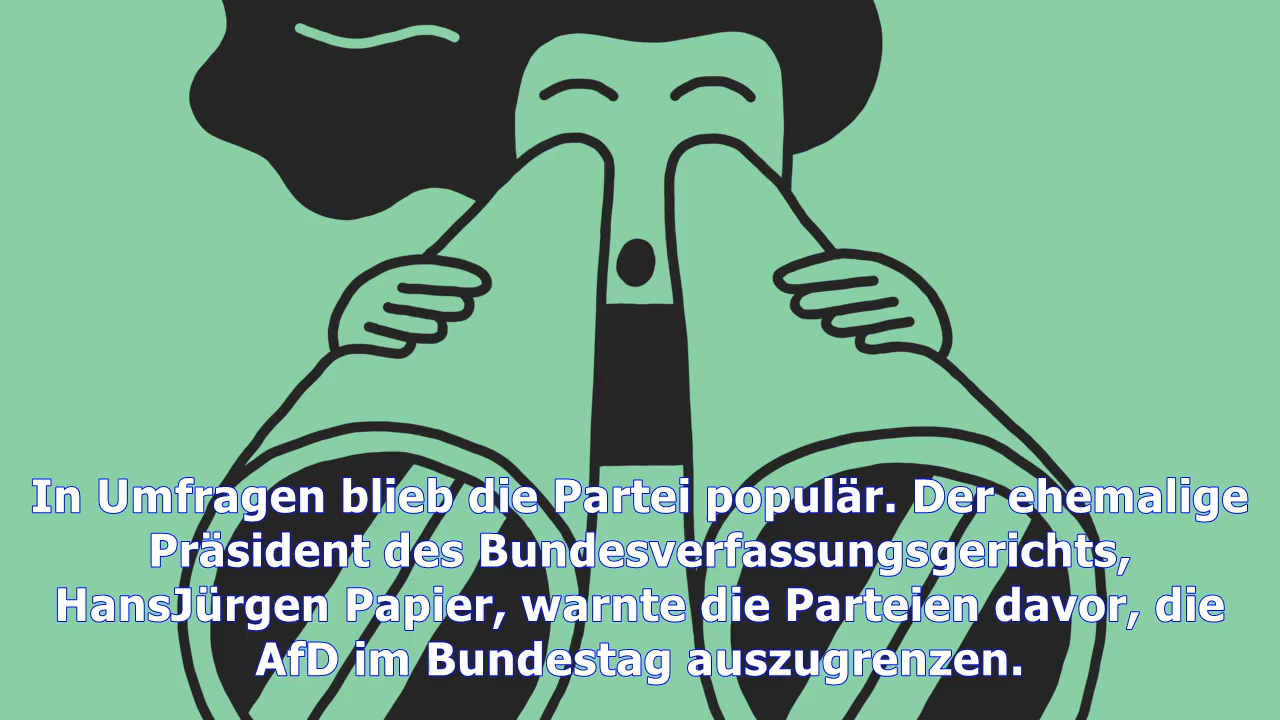 In Umfragen blieb die Partei populär. Der ehemalige
Präsident des Bundesverfassungsgerichts,
HansJürgen Papier, warnte die Parteien davor, die
AfD im Bundestag auszugrenzen.